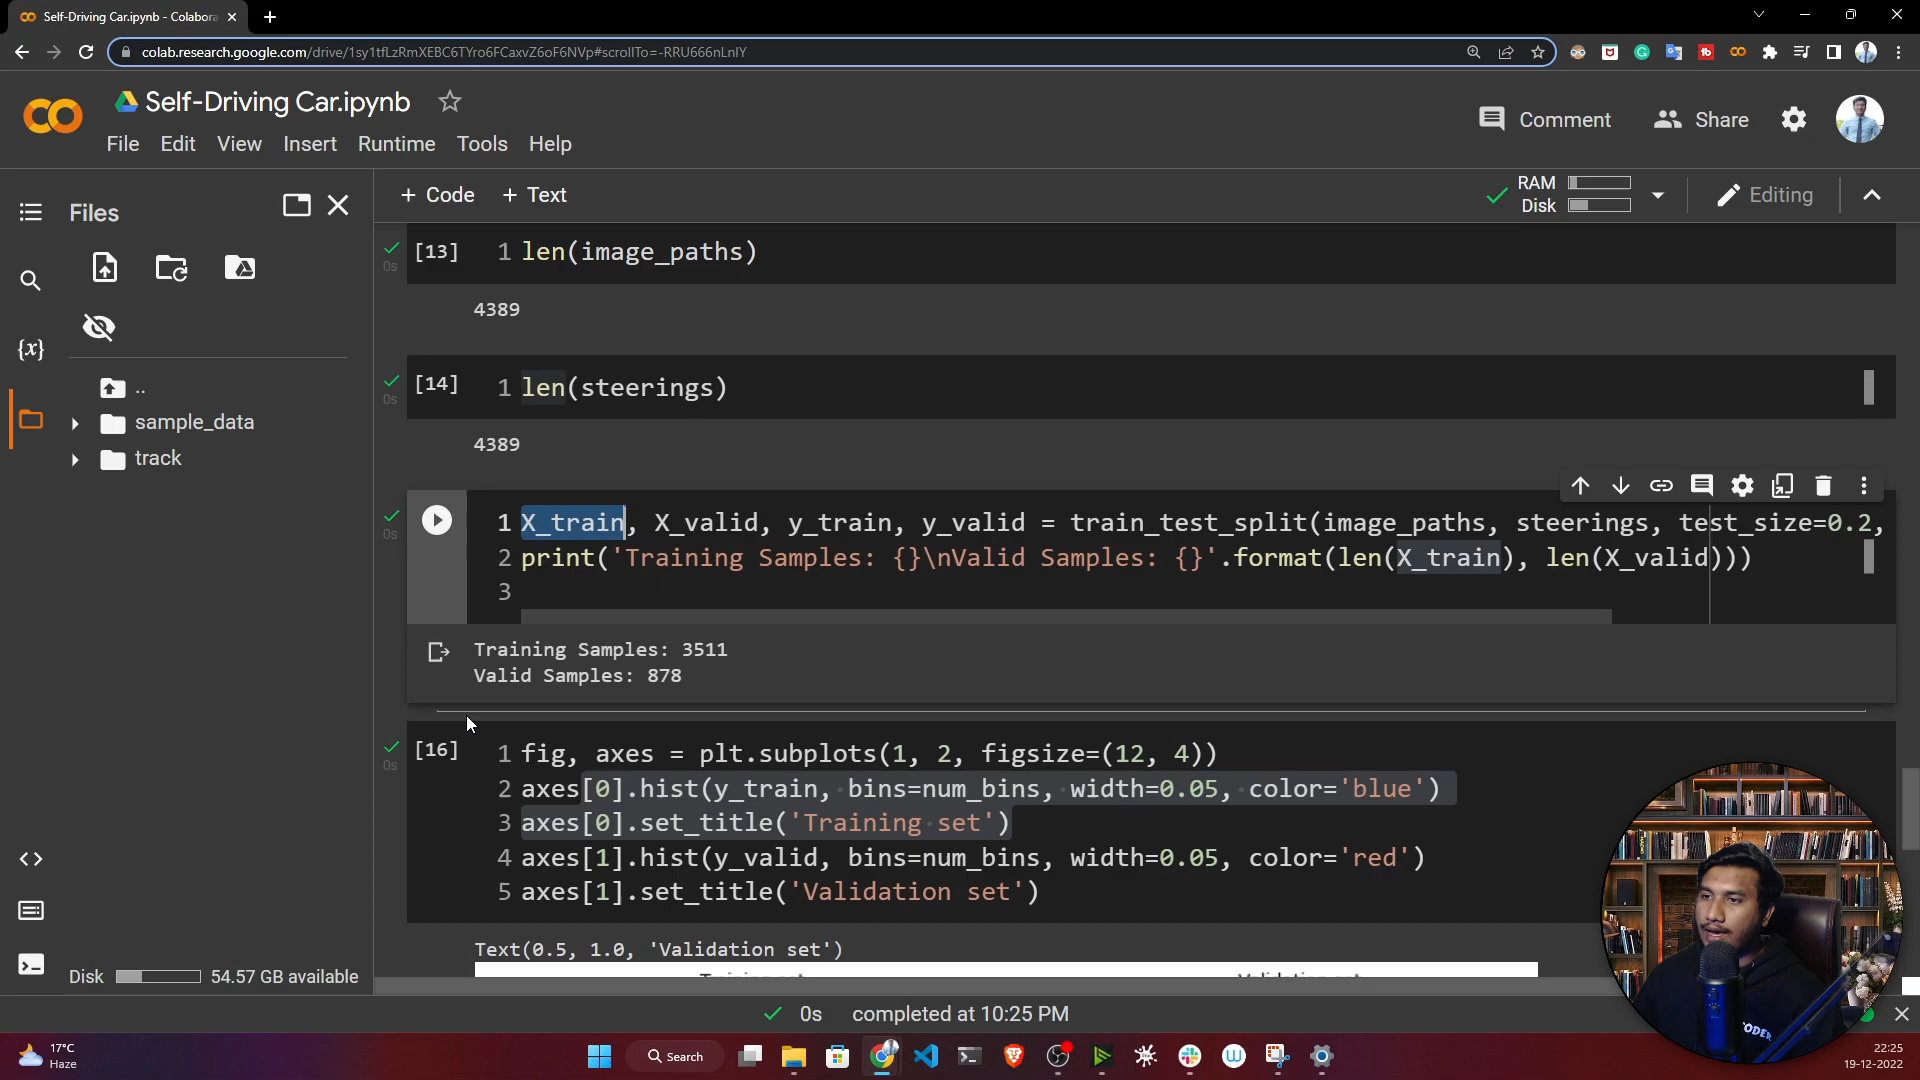 Self-Driving Car.ipynb - Colabora
colab.research.google.com/drive/1sy1tfLzRmXEBC6TYro6FCaxvZ6oF6NVp#scrollTo=-RRU666nLnlY
Self-Driving Car.ipynb
File Edit View Insert Runtime Tools Help
Comment Share
Files
+ Code + Text
RAM
Disk
Editing
[13] 1 len(image_paths)
0s
4389
{x}
..
sample_data
track
[14] 1 len(steerings)
0s
4389
1 X_train, X_valid, y_train, y_valid = train_test_split(image_paths, steerings, test_size=0.2,
0s
2 print('Training Samples: {}\nValid Samples: {}'.format(len(X_train), len(X_valid)))
3
Training Samples: 3511
Valid Samples: 878
[16] 1 fig, axes = plt.subplots(1, 2, figsize=(12, 4))
0s
2 axes[0].hist(y_train, bins=num_bins, width=0.05, color='blue')
3 axes[0].set_title('Training set')
4 axes[1].hist(y_valid, bins=num_bins, width=0.05, color='red')
5 axes[1].set_title('Validation set')
Text(0.5, 1.0, 'Validation set')
Disk 54.57 GB available
0s completed at 10:25 PM
CODER
17°C
Haze
Search
22:25
19-12-2022